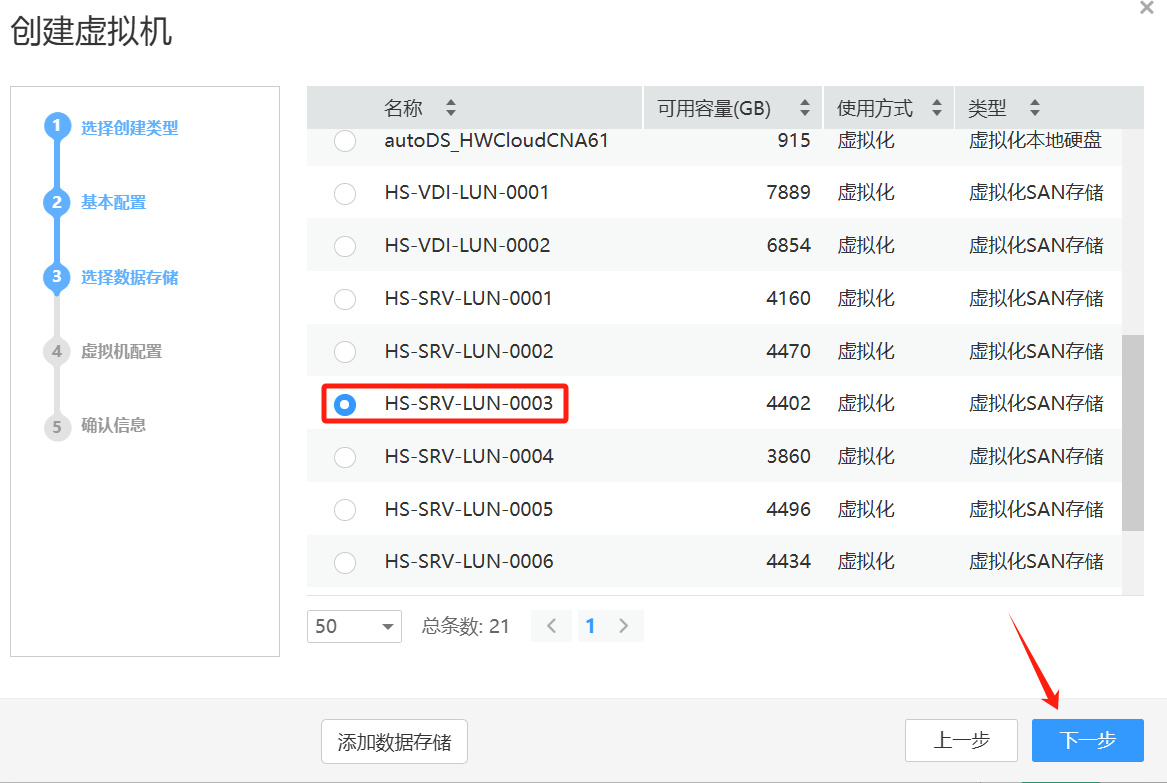 创建虚拟机
1 选择创建类型
2 基本配置
3 选择数据存储
4 虚拟机配置
5 确认信息
名称 可用容量(GB) 使用方式 类型
autoDS_HWCloudCNA61 915 虚拟化 虚拟化本地硬盘
HS-VDI-LUN-0001 7889 虚拟化 虚拟化SAN存储
HS-VDI-LUN-0002 6854 虚拟化 虚拟化SAN存储
HS-SRV-LUN-0001 4160 虚拟化 虚拟化SAN存储
HS-SRV-LUN-0002 4470 虚拟化 虚拟化SAN存储
HS-SRV-LUN-0003 4402 虚拟化 虚拟化SAN存储
HS-SRV-LUN-0004 3860 虚拟化 虚拟化SAN存储
HS-SRV-LUN-0005 4496 虚拟化 虚拟化SAN存储
HS-SRV-LUN-0006 4434 虚拟化 虚拟化SAN存储
50 总条数: 21 1
添加数据存储 上一步 下一步